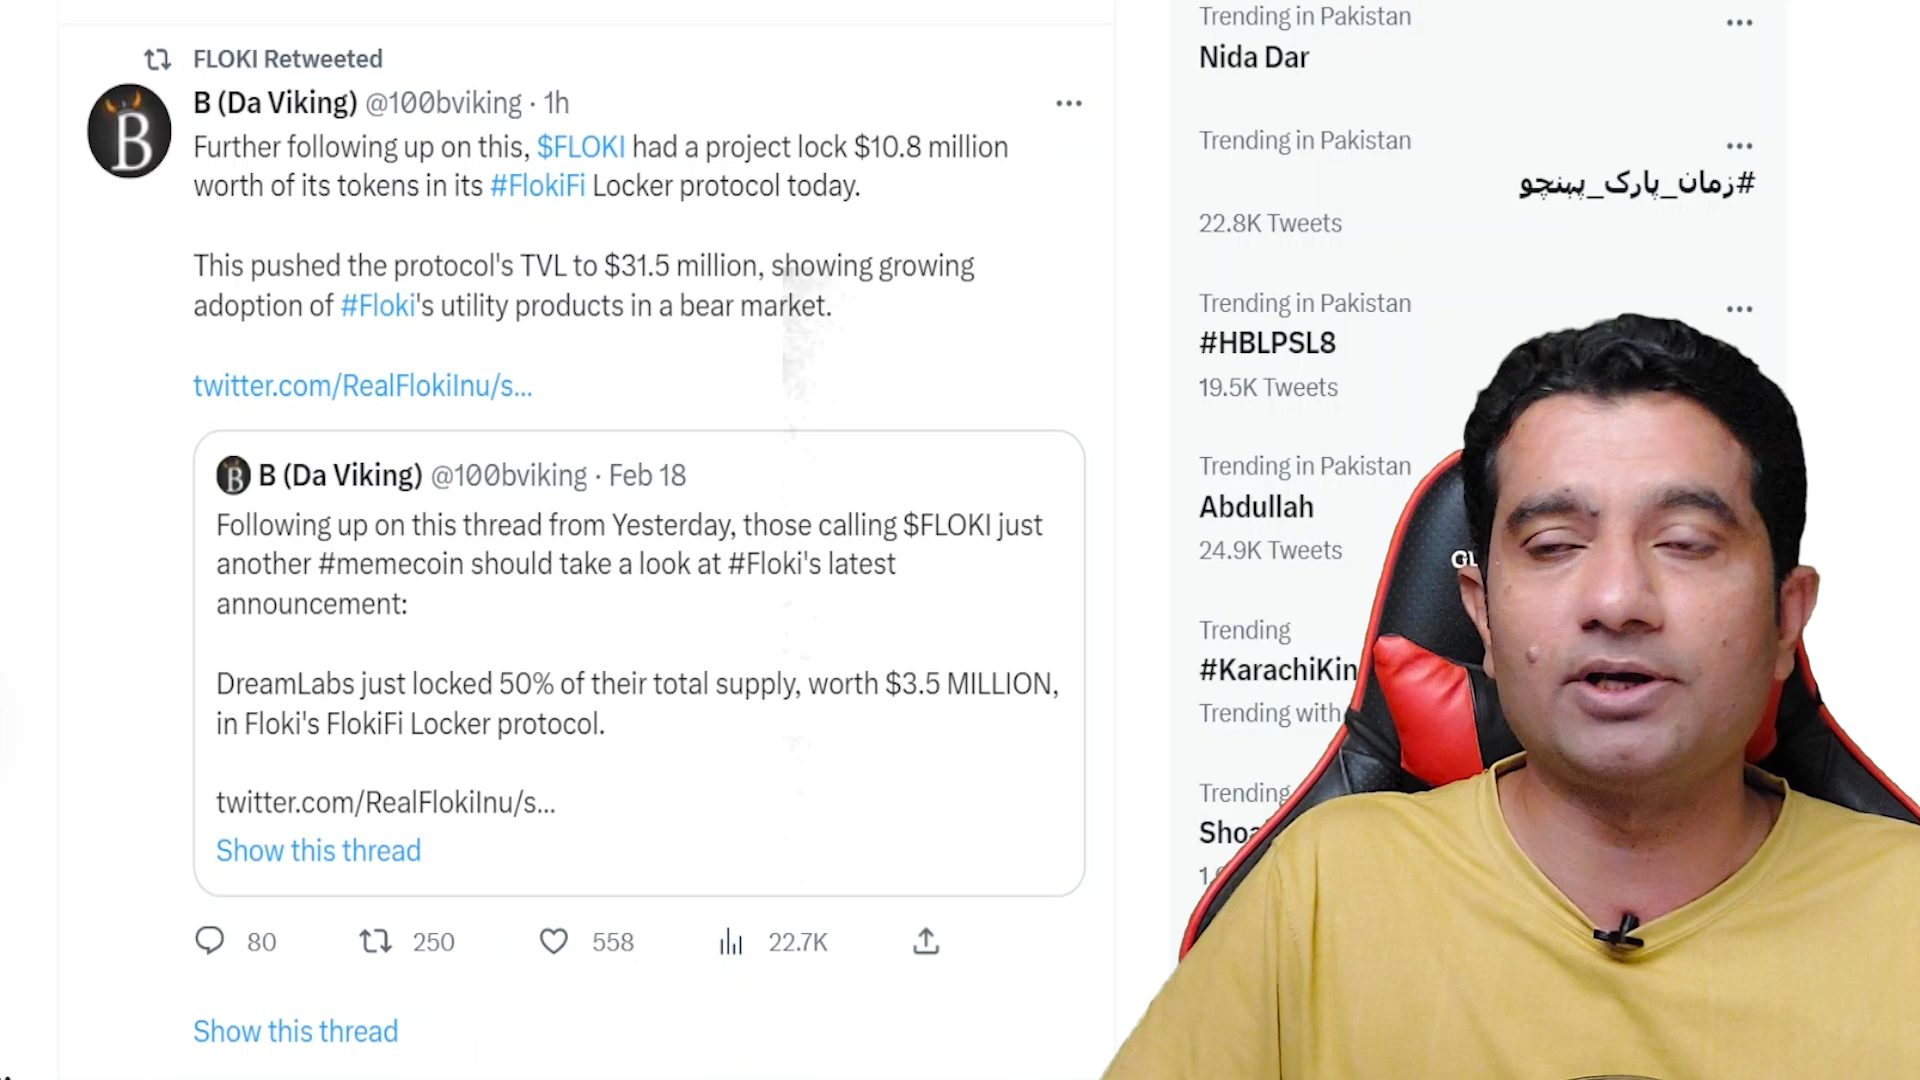 FLOKI Retweeted
B (Da Viking) @100bviking · 1h
Further following up on this, $FLOKI had a project lock $10.8 million
worth of its tokens in its #FlokiFi Locker protocol today.
This pushed the protocol's TVL to $31.5 million, showing growing
adoption of #Floki's utility products in a bear market.
twitter.com/RealFlokiInu/s...
B (Da Viking) @100bviking · Feb 18
Following up on this thread from Yesterday, those calling $FLOKI just
another #memecoin should take a look at #Floki's latest
announcement:
DreamLabs just locked 50% of their total supply, worth $3.5 MILLION,
in Floki's FlokiFi Locker protocol.
twitter.com/RealFlokiInu/s...
Show this thread
80 250 558 22.7K
Show this thread
Trending in Pakistan
Nida Dar
Trending in Pakistan
#زمان_پارک_پہنچو
22.8K Tweets
Trending in Pakistan
#HBLPSL8
19.5K Tweets
Trending in Pakistan
Abdullah
24.9K Tweets
Trending
#KarachiKin
Trending with
Trending
Shoa